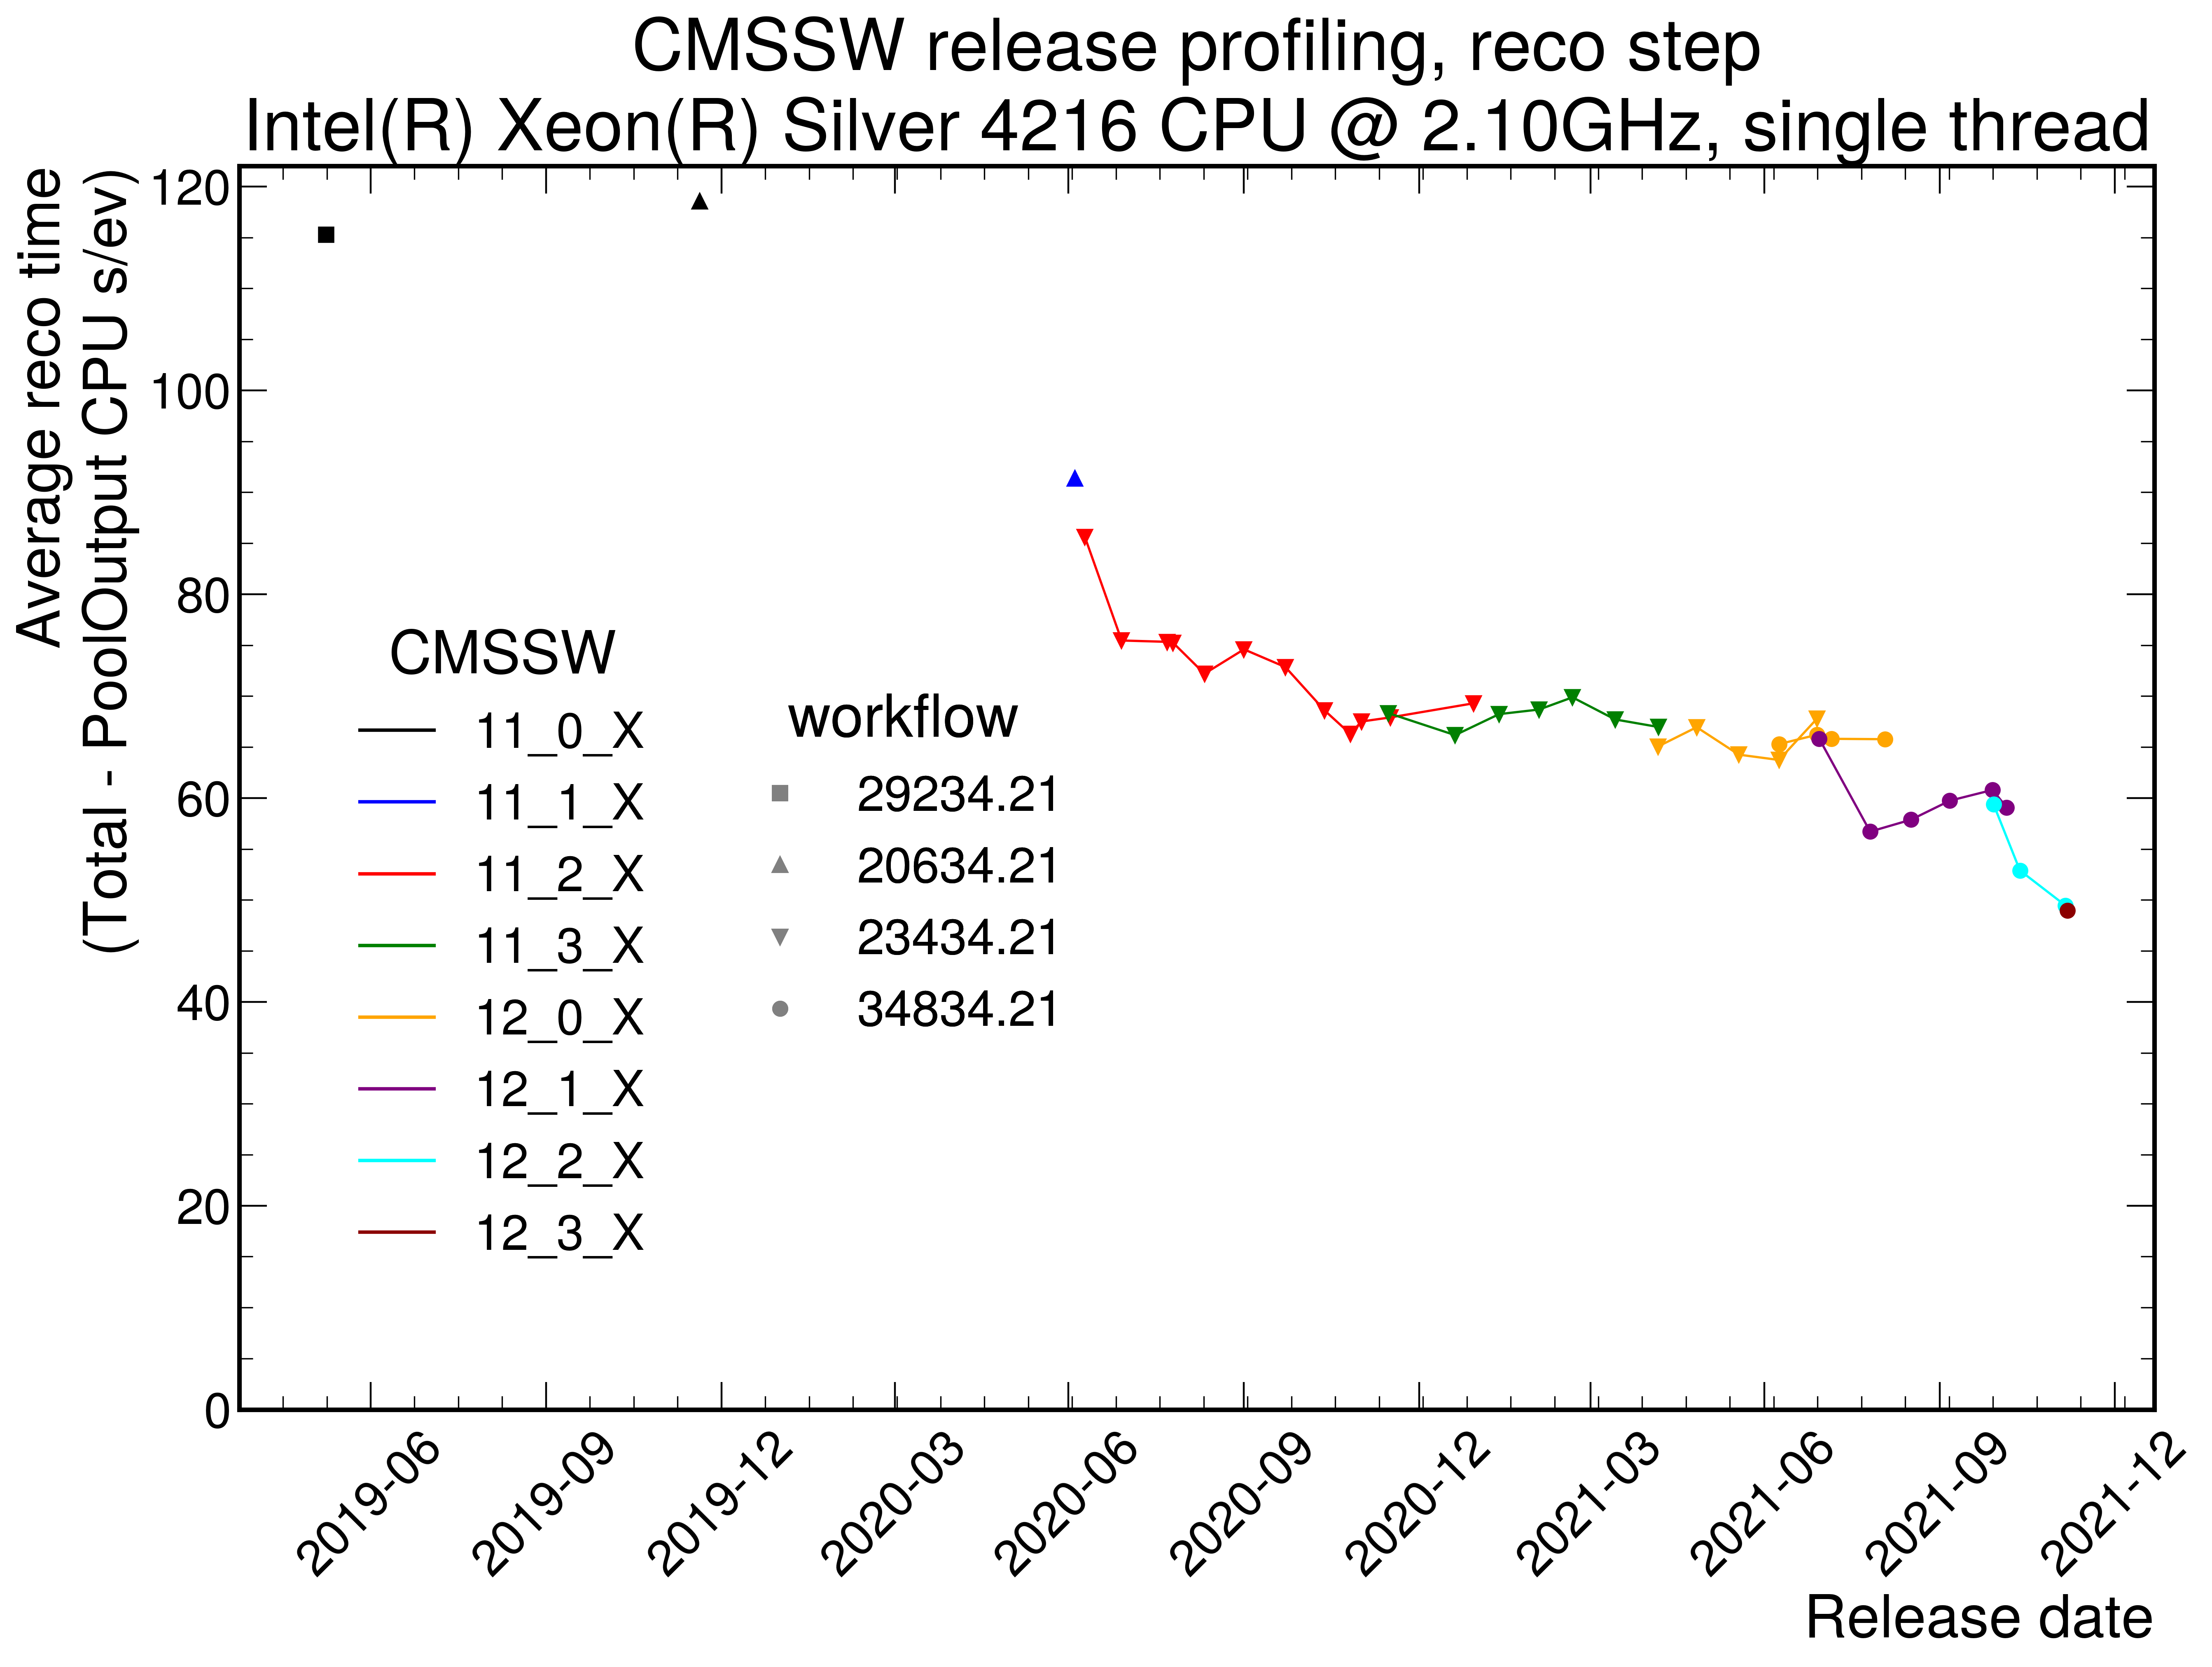 CMSSW release profiling, reco step
Intel(R) Xeon(R) Silver 4216 CPU @ 2.10GHz, single thread
Average reco time
(Total - PoolOutput CPU s/ev)
120
100
80
60
40
20
0
CMSSW
11_0_X
11_1_X
11_2_X
11_3_X
12_0_X
12_1_X
12_2_X
12_3_X
workflow
29234.21
20634.21
23434.21
34834.21
2019-06
2019-09
2019-12
2020-03
2020-06
2020-09
2020-12
2021-03
2021-06
2021-09
2021-12
Release date